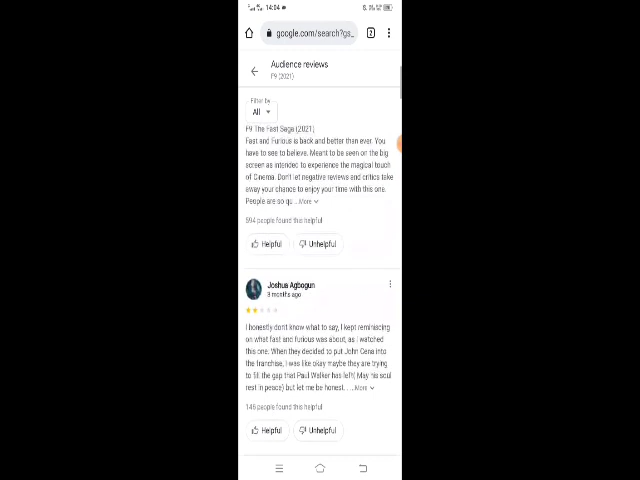 14:04
google.com/search?gs_
2
Audience reviews
F9 (2021)
Filter by
All
F9 The Fast Saga (2021)
Fast and Furious is back and better than ever. You
have to see to believe. Meant to be seen on the big
screen as intended to experience the magical touch
of Cinema. Don't let negative reviews and critics take
away your chance to enjoy your time with this one.
People are so qu ...More
594 people found this helpful
Helpful
Unhelpful
Joshua Agbogun
3 months ago
I honestly don't know what to say, I kept reminiscing
on what fast and furious was about, as I watched
this one. When they decided to put John Cena into
the franchise, I was like okay maybe they are trying
to fill the gap that Paul Walker has left( May his soul
rest in peace) but let me be honest, ...More
145 people found this helpful
Helpful
Unhelpful